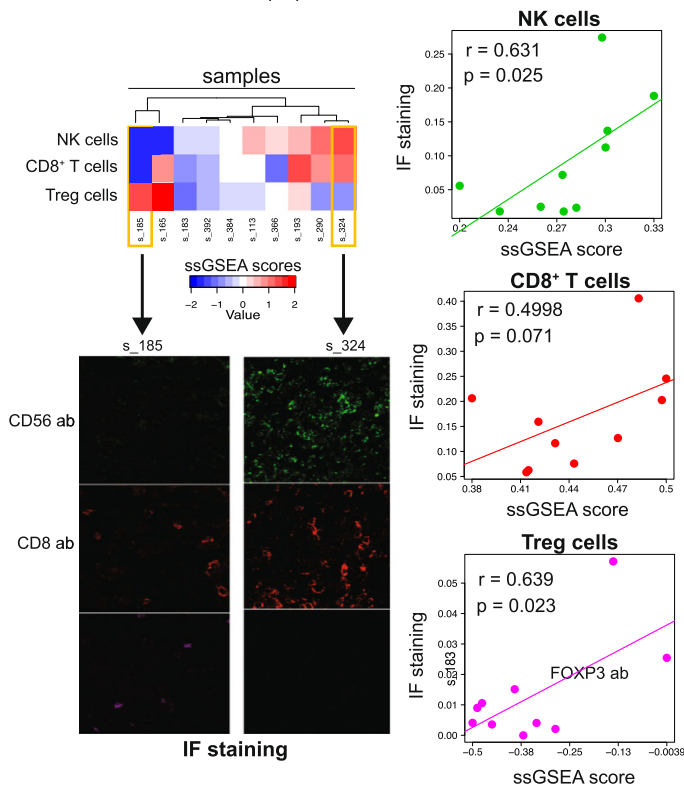 samples
NK cells
CD8⁺ T cells
Treg cells
s_185
s_165
s_183
s_392
s_384
s_113
s_366
s_193
s_290
s_324
ssGSEA scores
−2 −1 0 1 2
Value
s_185
s_324
CD56 ab
CD8 ab
IF staining
NK cells
r = 0.631
p = 0.025
IF staining
0.25
0.20
0.15
0.10
0.05
0.2 0.24 0.27 0.3 0.33
ssGSEA score
CD8⁺ T cells
r = 0.4998
p = 0.071
IF staining
0.40
0.35
0.30
0.25
0.20
0.15
0.10
0.05
0.38 0.41 0.44 0.47 0.5
ssGSEA score
Treg cells
r = 0.639
p = 0.023
IF staining
s_183
FOXP3 ab
0.05
0.04
0.03
0.02
0.01
0.00
−0.5 −0.38 −0.25 −0.13 −0.0039
ssGSEA score